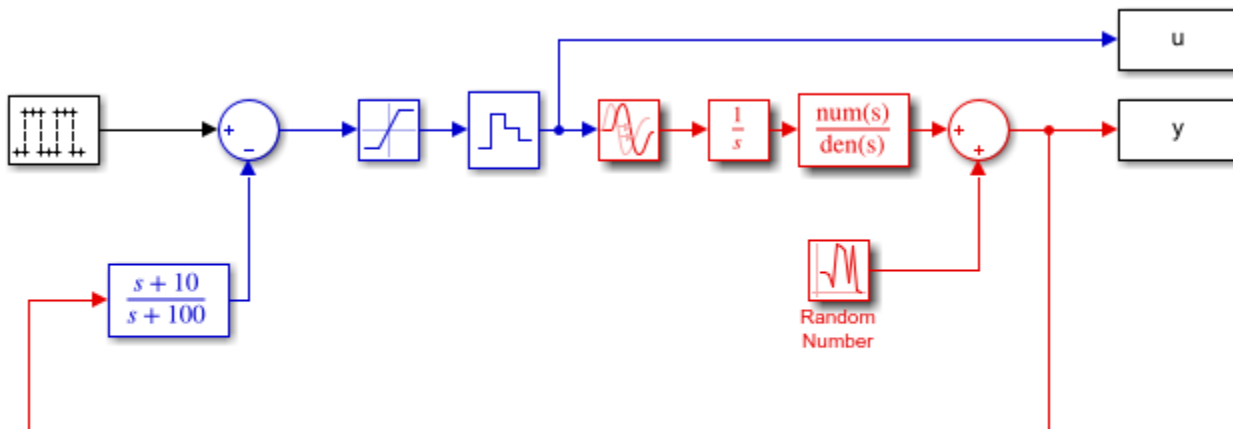 u
+
−
1
s
num(s)
den(s)
+
+
y
s + 10
s + 100
Random
Number